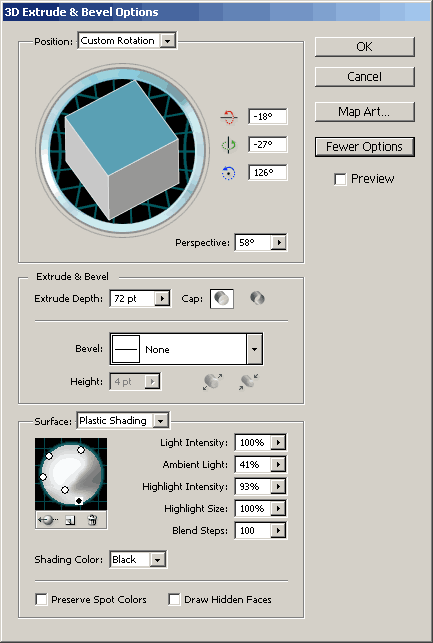 3D Extrude & Bevel Options
Position: Custom Rotation
OK
Cancel
Map Art...
Fewer Options
Preview
-18°
-27°
126°
Perspective: 58°
Extrude & Bevel
Extrude Depth: 72 pt Cap:
Bevel: None
Height: 4 pt
Surface: Plastic Shading
Light Intensity: 100%
Ambient Light: 41%
Highlight Intensity: 93%
Highlight Size: 100%
Blend Steps: 100
Shading Color: Black
Preserve Spot Colors Draw Hidden Faces